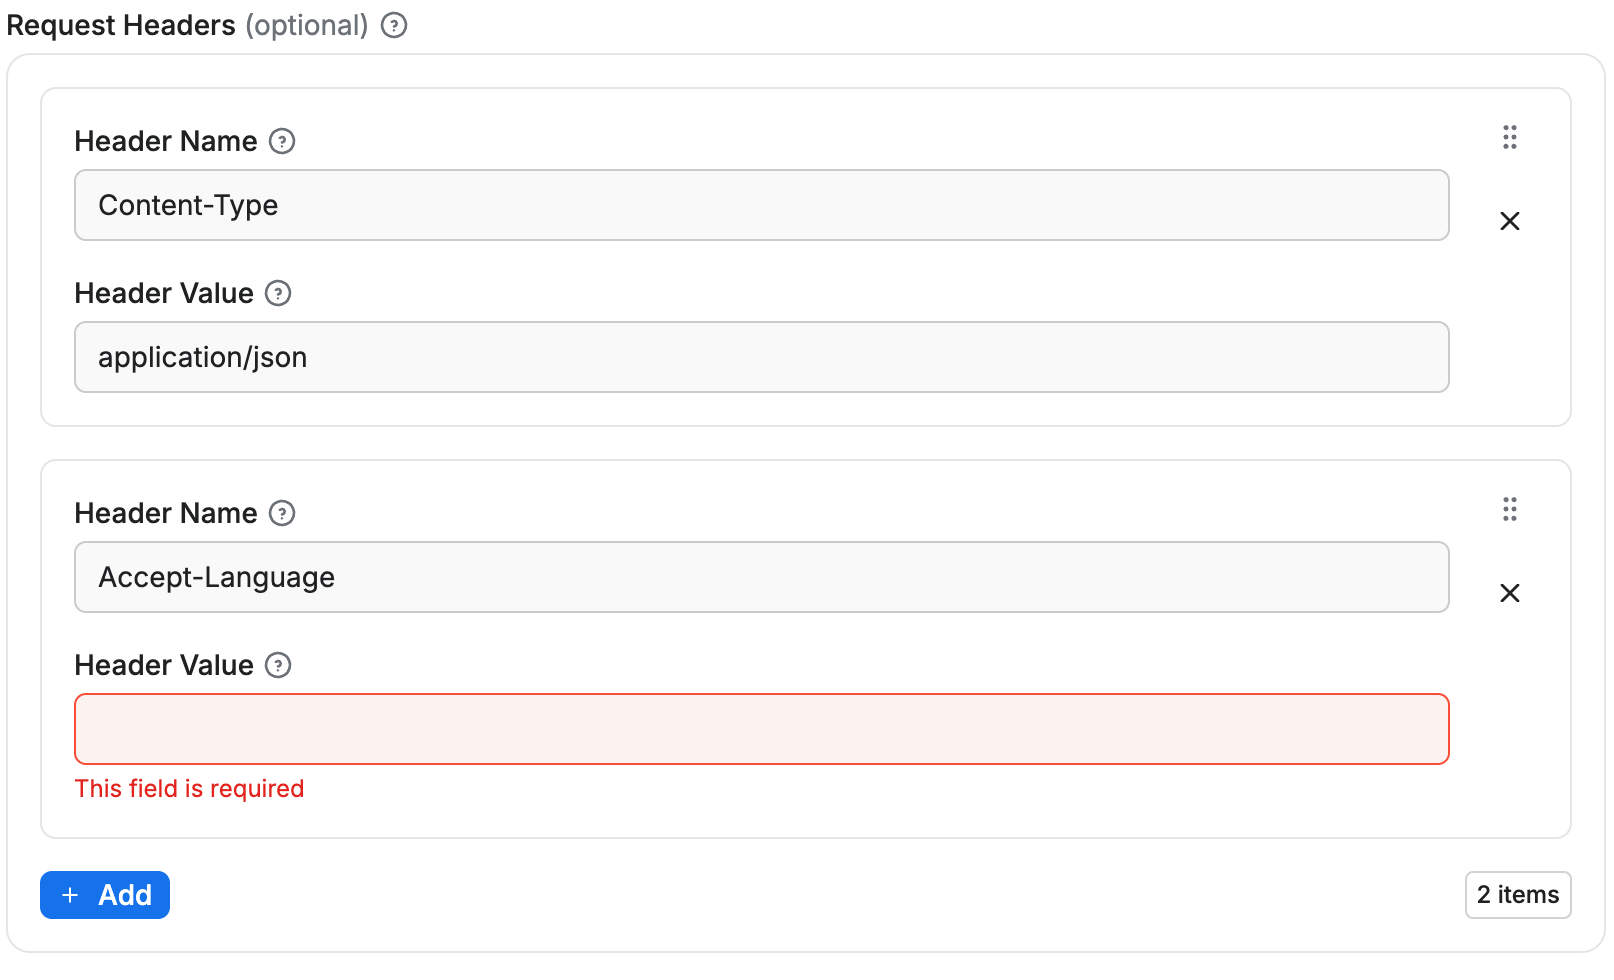 Request Headers (optional)
Header Name
Content-Type
Header Value
application/json
Header Name
Accept-Language
Header Value
This field is required
+ Add
2 items